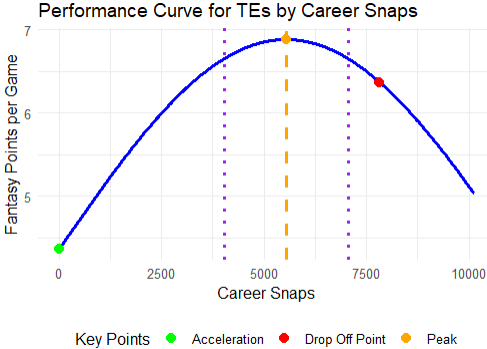 Performance Curve for TEs by Career Snaps
Fantasy Points per Game
7
6
5
0 2500 5000 7500 10000
Career Snaps
Key Points Acceleration Drop Off Point Peak